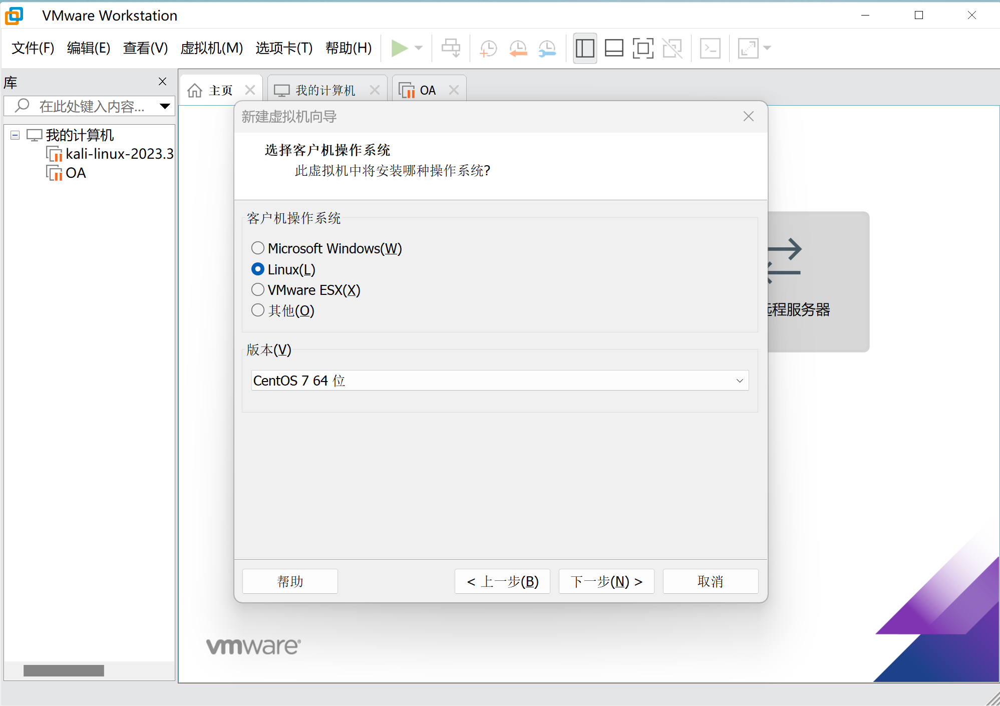 VMware Workstation
文件(F) 编辑(E) 查看(V) 虚拟机(M) 选项卡(T) 帮助(H)
库
在此处键入内容...
我的计算机
kali-linux-2023.3
OA
主页 我的计算机 OA
新建虚拟机向导
选择客户机操作系统
此虚拟机中将安装哪种操作系统?
客户机操作系统
Microsoft Windows(W)
Linux(L)
VMware ESX(X)
其他(O)
版本(V)
CentOS 7 64 位
帮助 < 上一步(B) 下一步(N) > 取消
程服务器
vmware®